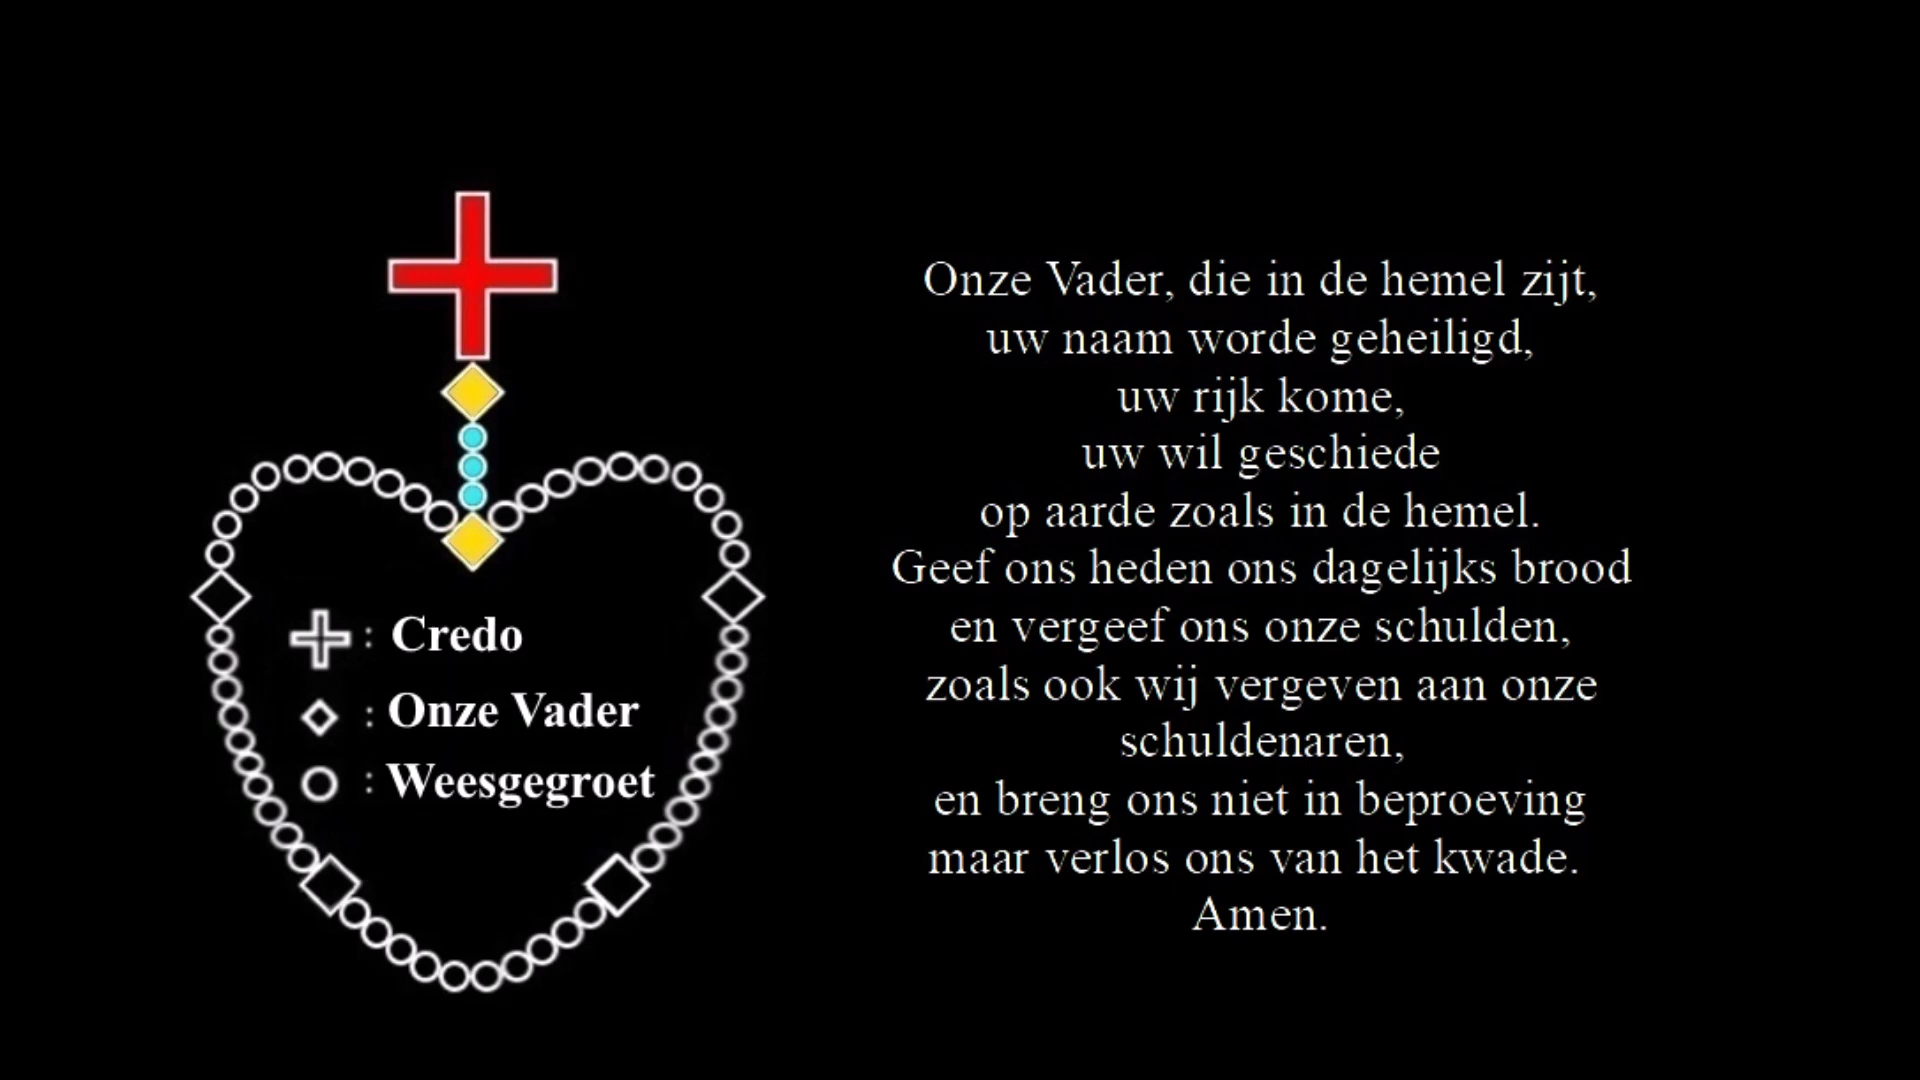 : Credo
: Onze Vader
: Weesgegroet
Onze Vader, die in de hemel zijt,
uw naam worde geheiligd,
uw rijk kome,
uw wil geschiede
op aarde zoals in de hemel.
Geef ons heden ons dagelijks brood
en vergeef ons onze schulden,
zoals ook wij vergeven aan onze
schuldenaren,
en breng ons niet in beproeving
maar verlos ons van het kwade.
Amen.